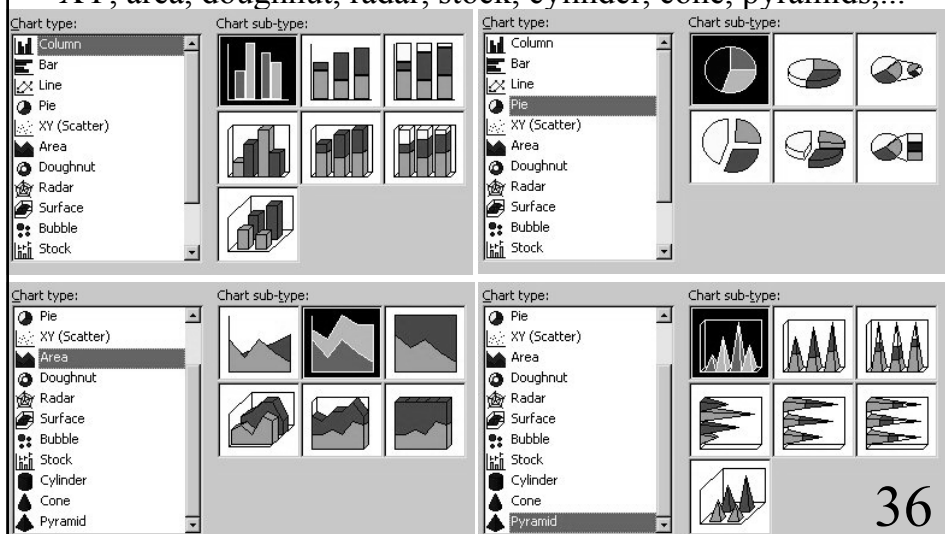 XY, area, doughnut, radar, stock, cylinder, cone, pyramids,...
Chart type:
Column
Bar
Line
Pie
XY (Scatter)
Area
Doughnut
Radar
Surface
Bubble
Stock
Chart sub-type:
Chart type:
Column
Bar
Line
Pie
XY (Scatter)
Area
Doughnut
Radar
Surface
Bubble
Stock
Chart sub-type:
Chart type:
Pie
XY (Scatter)
Area
Doughnut
Radar
Surface
Bubble
Stock
Cylinder
Cone
Pyramid
Chart sub-type:
Chart type:
Pie
XY (Scatter)
Area
Doughnut
Radar
Surface
Bubble
Stock
Cylinder
Cone
Pyramid
Chart sub-type:
36